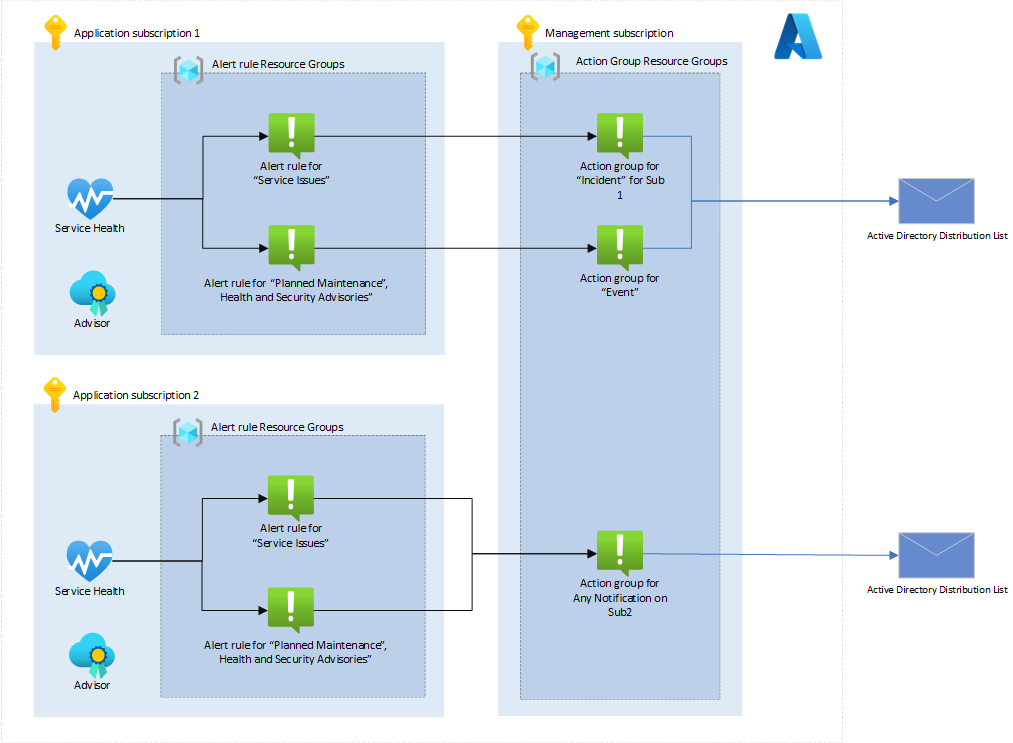 Application subscription 1
Management subscription
Alert rule Resource Groups
Action Group Resource Groups
Alert rule for
“Service Issues”
Action group for
“Incident” for Sub
1
Service Health
Active Directory Distribution List
Alert rule for “Planned Maintenance”,
Health and Security Advisories”
Action group for
“Event”
Advisor
Application subscription 2
Alert rule Resource Groups
Alert rule for
“Service Issues”
Service Health
Action group for
Any Notification on
Sub2
Active Directory Distribution List
Alert rule for “Planned Maintenance”,
Health and Security Advisories”
Advisor